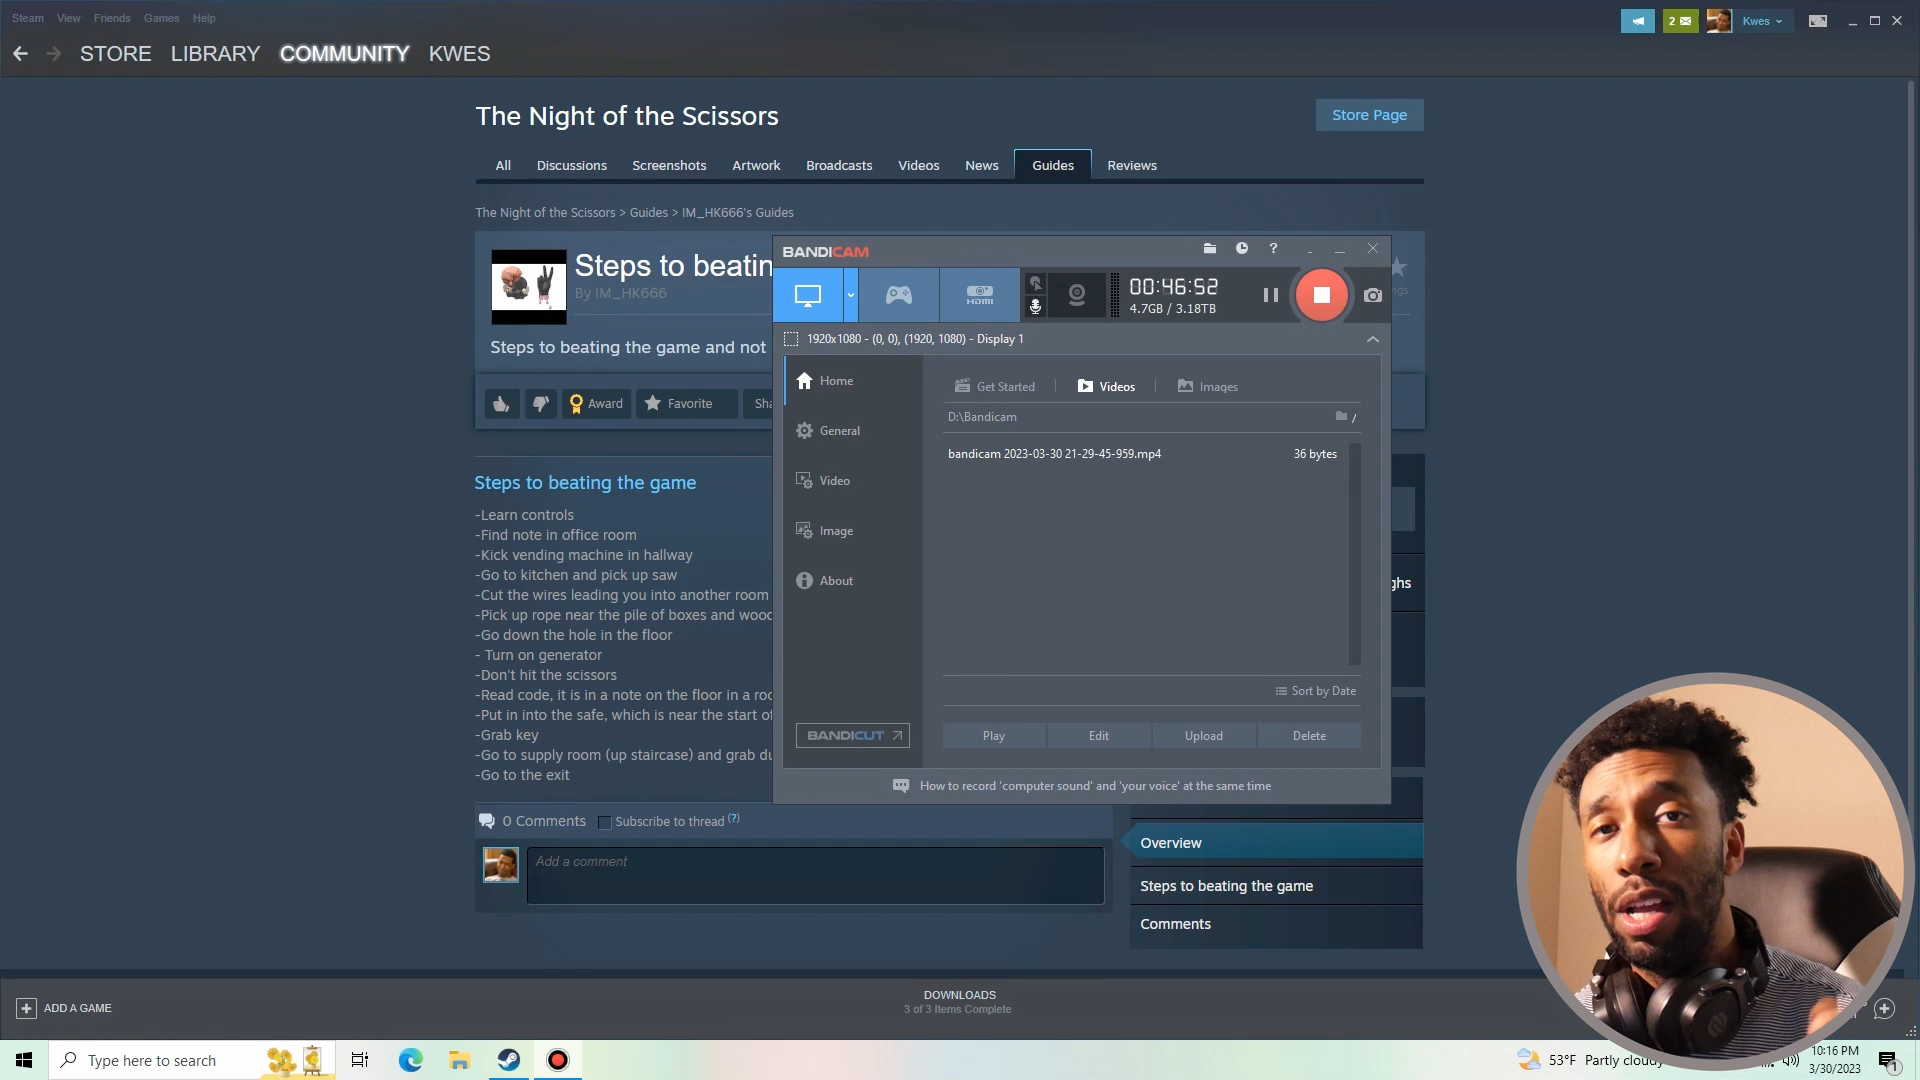 Steam View Friends Games Help
2
Kwes
STORE LIBRARY COMMUNITY KWES
The Night of the Scissors
Store Page
All Discussions Screenshots Artwork Broadcasts Videos News Guides Reviews
The Night of the Scissors > Guides > IM_HK666's Guides
Steps to beatin
By IM_HK666
Steps to beating the game and not
Award Favorite Sha
BANDICAM
?
HDMI
00:46:52
4.7GB / 3.18TB
1920x1080 - (0, 0), (1920, 1080) - Display 1
Home
General
Video
Image
About
BANDICUT
Get Started Videos Images
D:\Bandicam
/
bandicam 2023-03-30 21-29-45-959.mp4 36 bytes
Sort by Date
Play Edit Upload Delete
How to record 'computer sound' and 'your voice' at the same time
ghs
Steps to beating the game
-Learn controls
-Find note in office room
-Kick vending machine in hallway
-Go to kitchen and pick up saw
-Cut the wires leading you into another room
-Pick up rope near the pile of boxes and wood
-Go down the hole in the floor
- Turn on generator
-Don't hit the scissors
-Read code, it is in a note on the floor in a roo
-Put in into the safe, which is near the start of
-Grab key
-Go to supply room (up staircase) and grab du
-Go to the exit
0 Comments Subscribe to thread (?)
Add a comment
Overview
Steps to beating the game
Comments
ADD A GAME
DOWNLOADS
3 of 3 Items Complete
Type here to search
53°F Partly cloudy
10:16 PM
3/30/2023
1